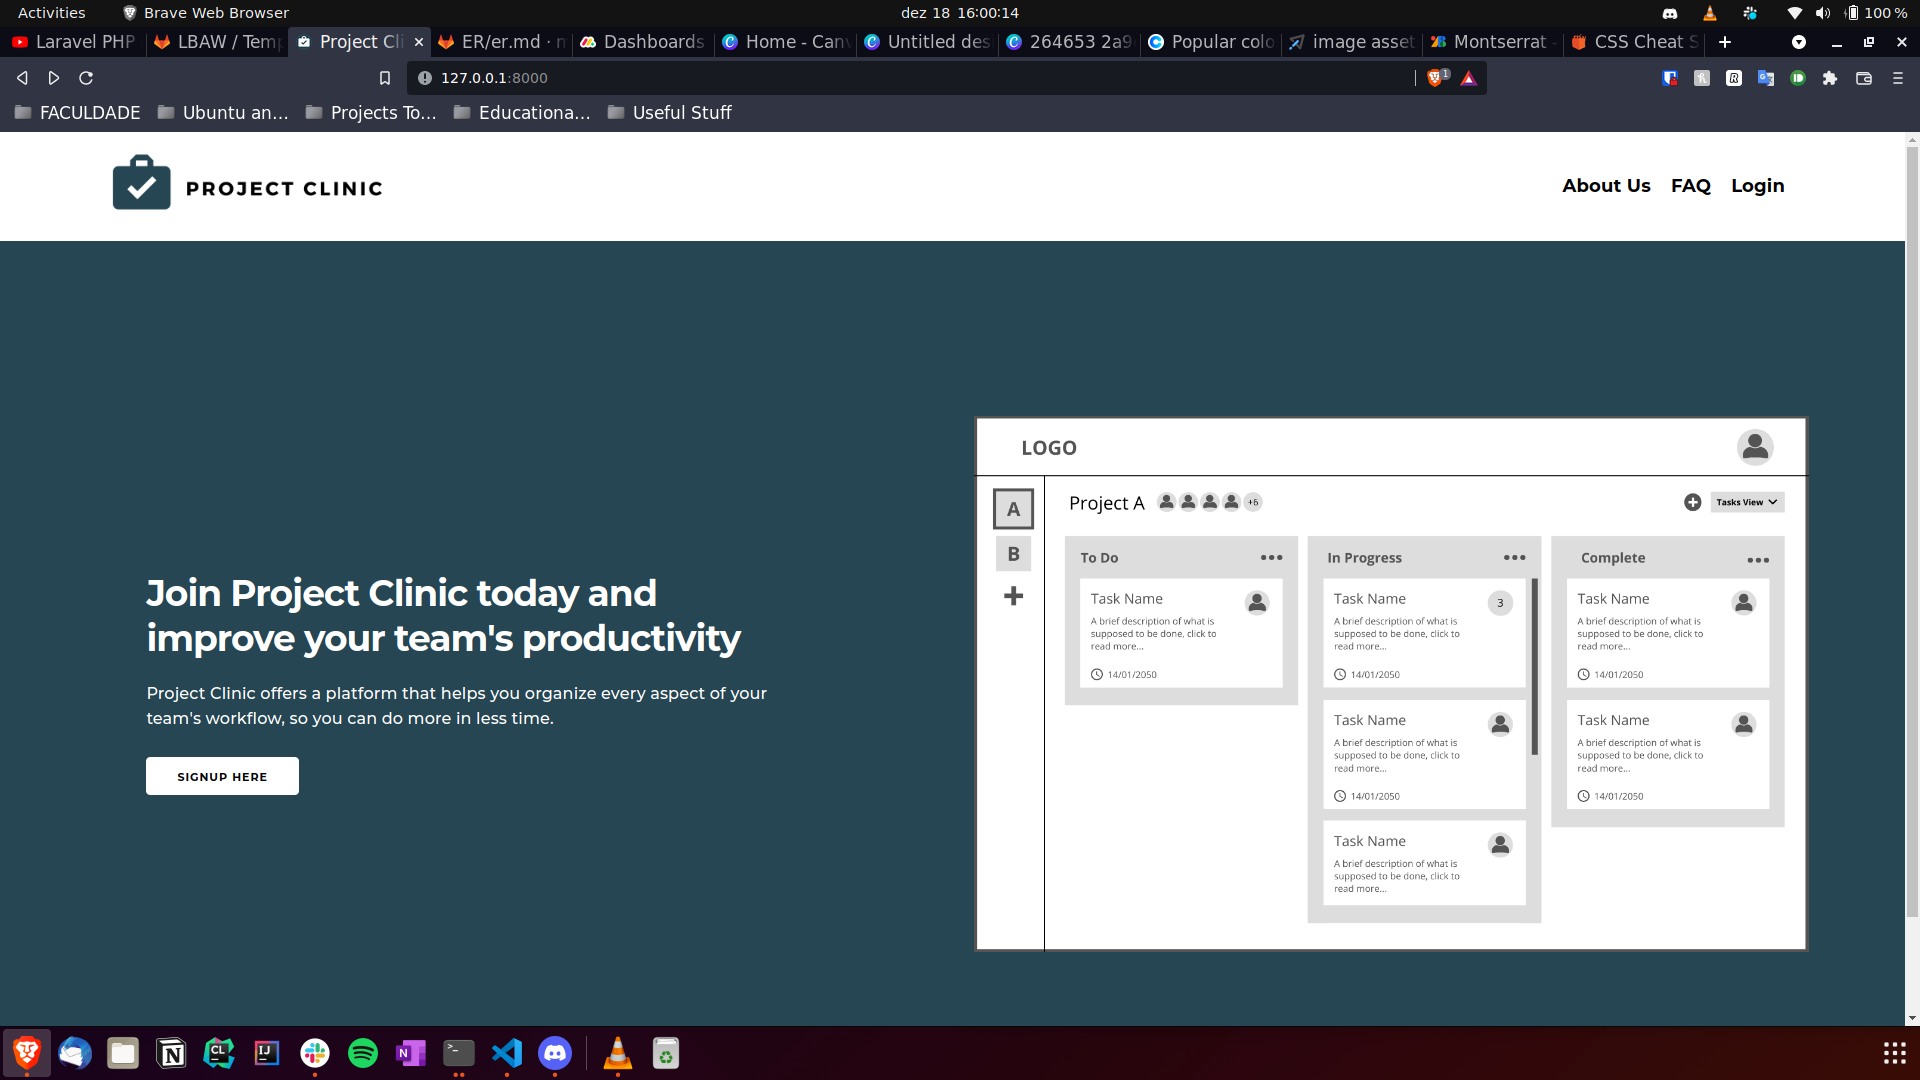 Activities
Brave Web Browser
dez 18 16:00:14
100 %
Laravel PHP
LBAW / Temp
Project Cli
ER/er.md · m
Dashboards
Home - Canv
Untitled des
264653 2a9
Popular colo
image asset
Montserrat -
CSS Cheat S
127.0.0.1:8000
1
FACULDADE
Ubuntu an...
Projects To...
Educationa...
Useful Stuff
PROJECT CLINIC
About Us
FAQ
Login
Join Project Clinic today and
improve your team's productivity
Project Clinic offers a platform that helps you organize every aspect of your
team's workflow, so you can do more in less time.
SIGNUP HERE
LOGO
A
B
Project A
+6
Tasks View
To Do
Task Name
A brief description of what is
supposed to be done, click to
read more...
14/01/2050
In Progress
Task Name
3
A brief description of what is
supposed to be done, click to
read more...
14/01/2050
Task Name
A brief description of what is
supposed to be done, click to
read more...
14/01/2050
Task Name
A brief description of what is
supposed to be done, click to
read more...
Complete
Task Name
A brief description of what is
supposed to be done, click to
read more...
14/01/2050
Task Name
A brief description of what is
supposed to be done, click to
read more...
14/01/2050